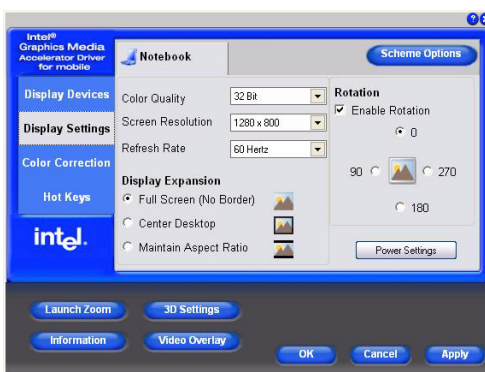 Intel®
Graphics Media
Accelerator Driver
for mobile
Notebook
Scheme Options
Display Devices
Display Settings
Color Correction
Hot Keys
intel.
Color Quality
32 Bit
Screen Resolution
1280 x 800
Refresh Rate
60 Hertz
Display Expansion
Full Screen (No Border)
Center Desktop
Maintain Aspect Ratio
Rotation
Enable Rotation
0
90
270
180
Power Settings
Launch Zoom
3D Settings
Information
Video Overlay
OK
Cancel
Apply